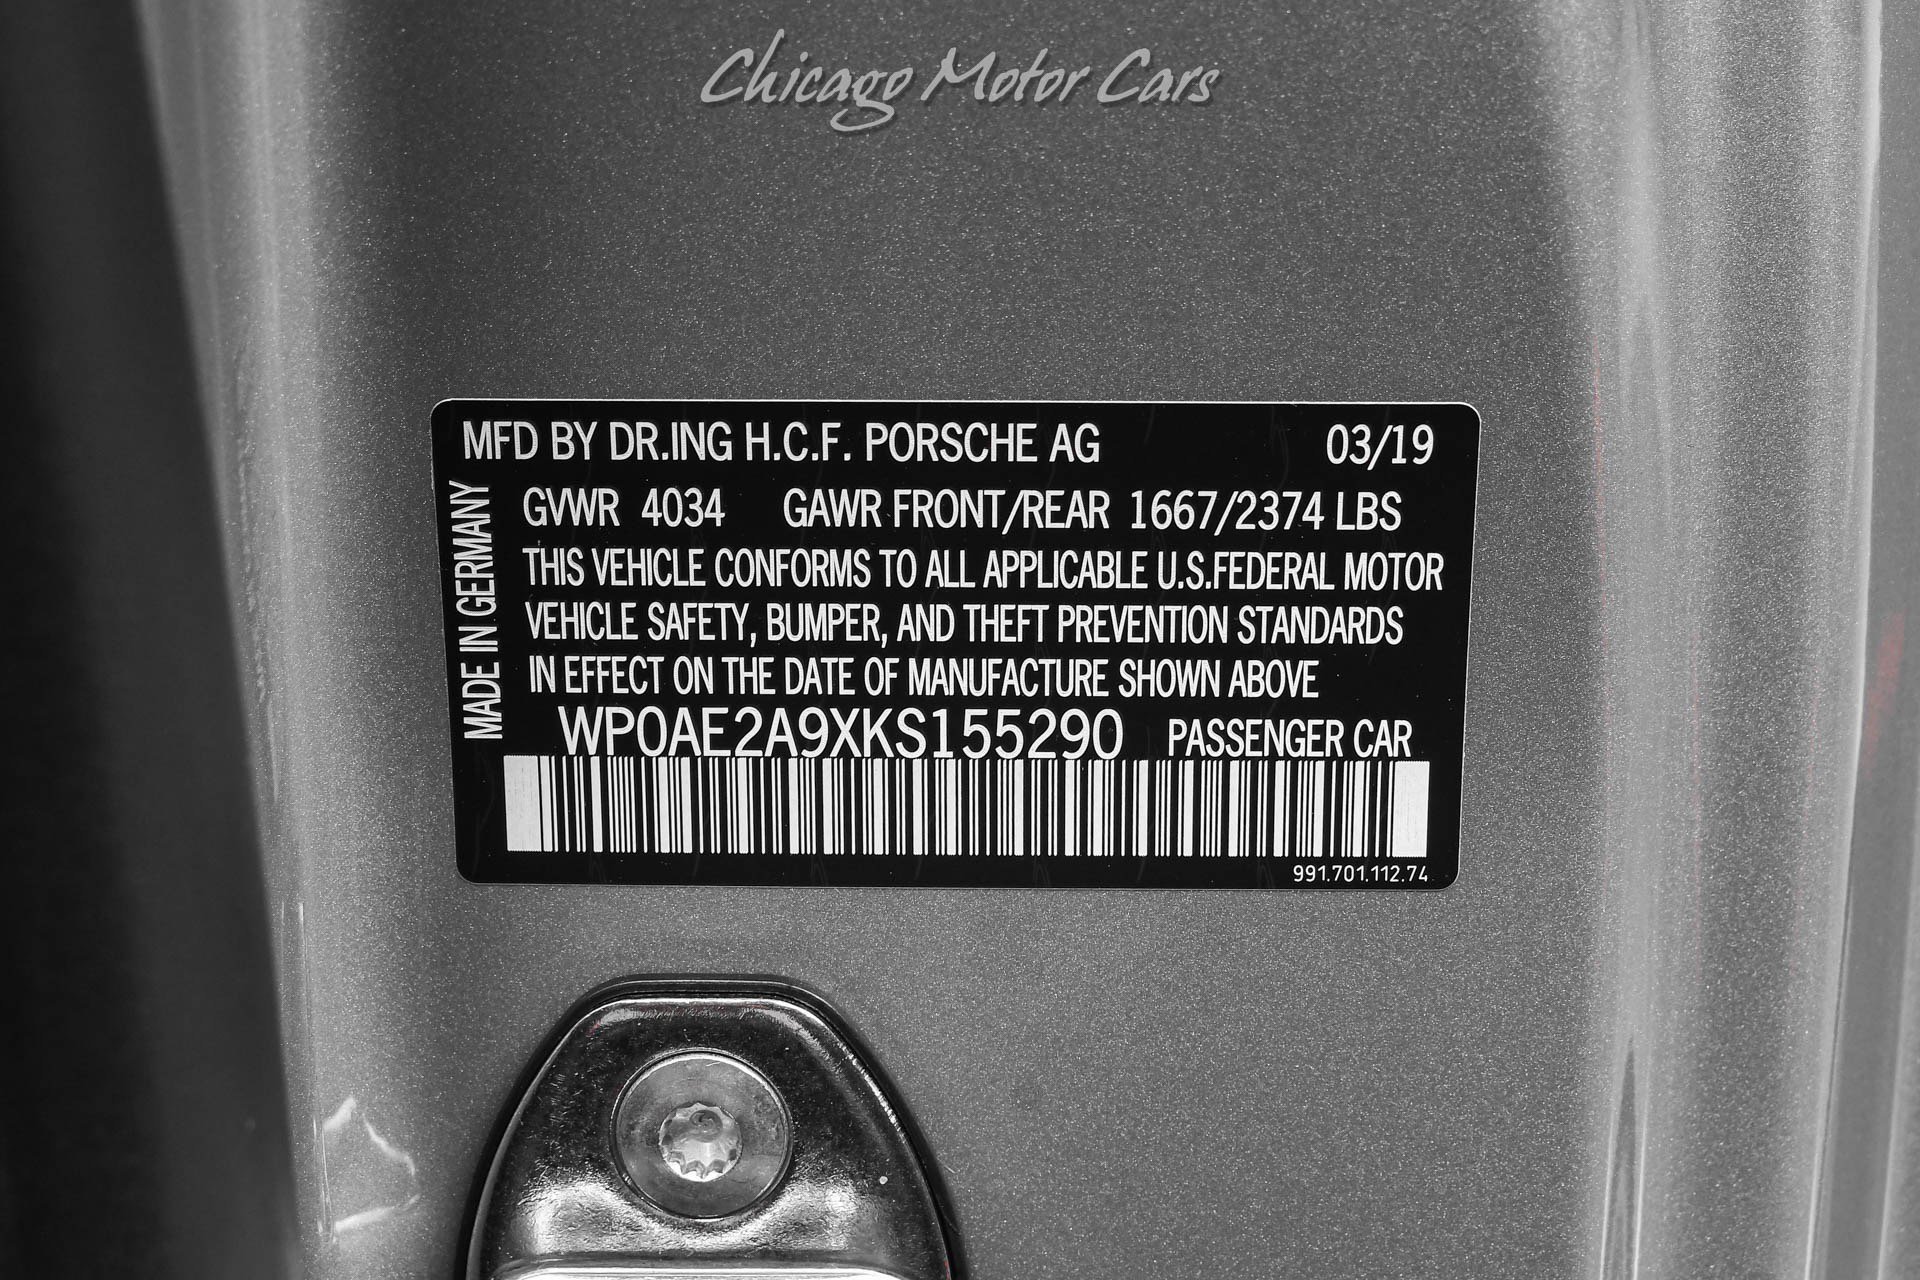 Chicago Motor Cars
MFD BY DR.ING H.C.F. PORSCHE AG 03/19
MADE IN GERMANY
GVWR 4034 GAWR FRONT/REAR 1667/2374 LBS
THIS VEHICLE CONFORMS TO ALL APPLICABLE U.S.FEDERAL MOTOR
VEHICLE SAFETY, BUMPER, AND THEFT PREVENTION STANDARDS
IN EFFECT ON THE DATE OF MANUFACTURE SHOWN ABOVE
WP0AE2A9XKS155290 PASSENGER CAR
991.701.112.74